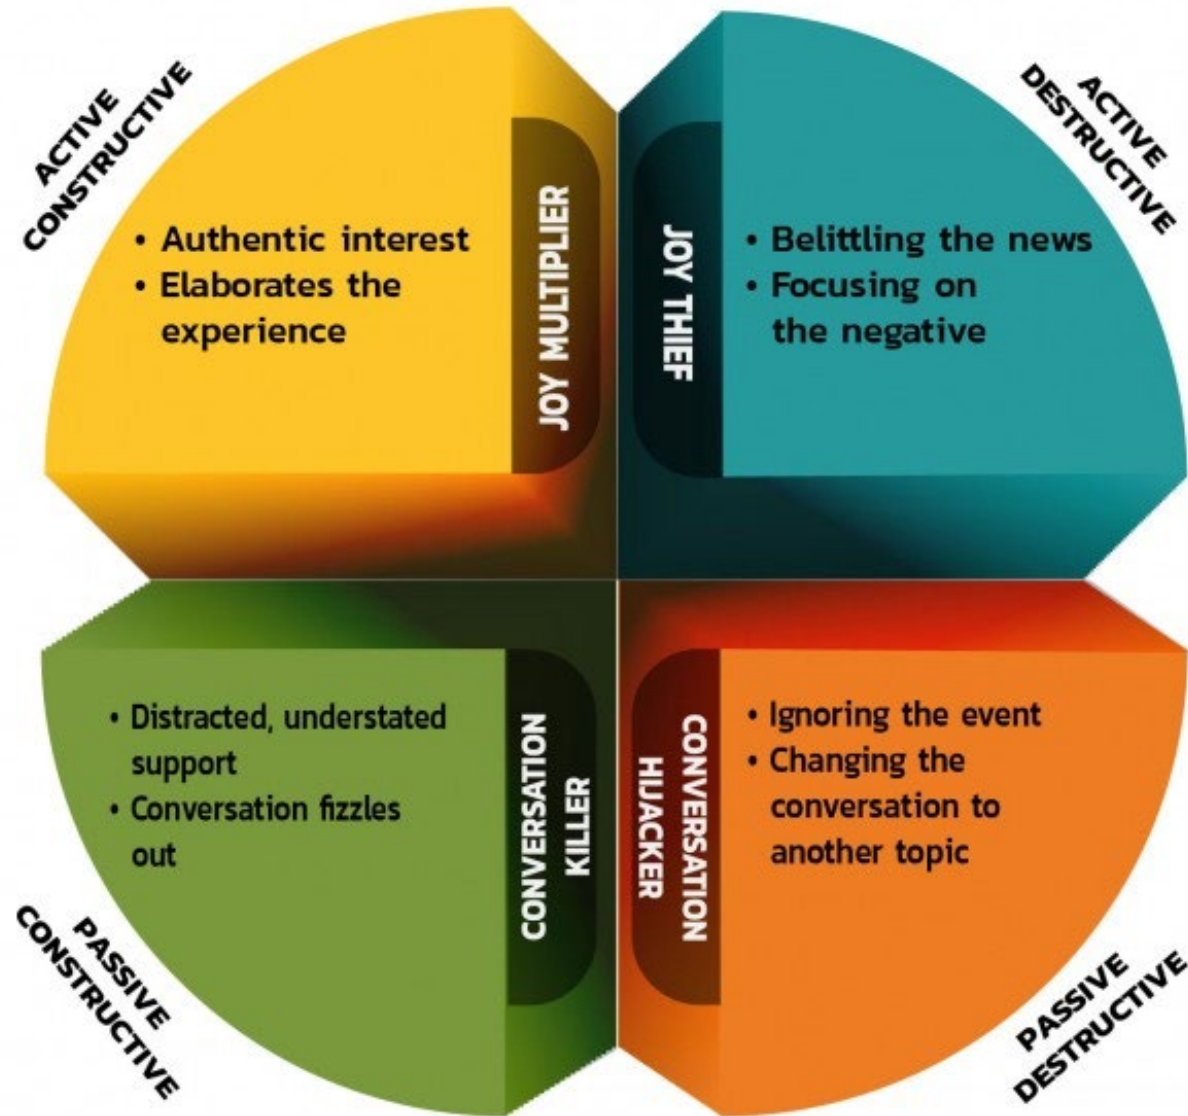 ACTIVE
CONSTRUCTIVE
• Authentic interest
• Elaborates the
experience
JOY MULTIPLIER
JOY THIEF
• Belittling the news
• Focusing on
the negative
ACTIVE
DESTRUCTIVE
• Distracted, understated
support
• Conversation fizzles
out
CONVERSATION
KILLER
PASSIVE
CONSTRUCTIVE
CONVERSATION
HIJACKER
• Ignoring the event
• Changing the
conversation to
another topic
PASSIVE
DESTRUCTIVE